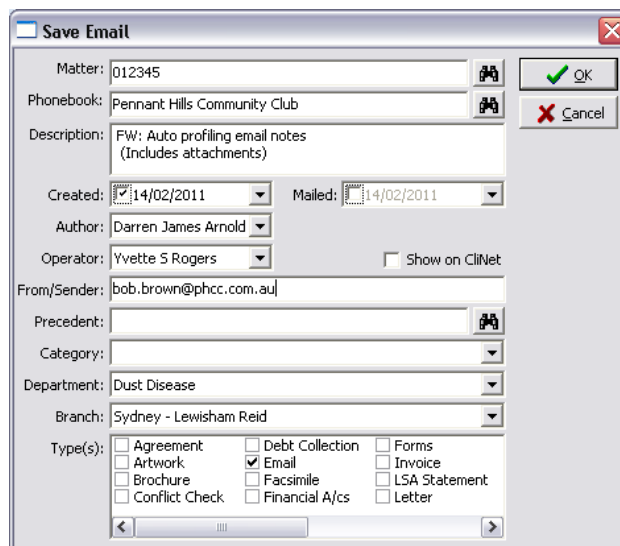 Save Email
Matter: 012345
OK
Phonebook: Pennant Hills Community Club
Cancel
Description: FW: Auto profiling email notes
(Includes attachments)
Created: 14/02/2011 Mailed: 14/02/2011
Author: Darren James Arnold
Operator: Yvette S Rogers Show on CliNet
From/Sender: bob.brown@phcc.com.au
Precedent:
Category:
Department: Dust Disease
Branch: Sydney - Lewisham Reid
Type(s): Agreement Debt Collection Forms
Artwork Email Invoice
Brochure Facsimile LSA Statement
Conflict Check Financial A/cs Letter